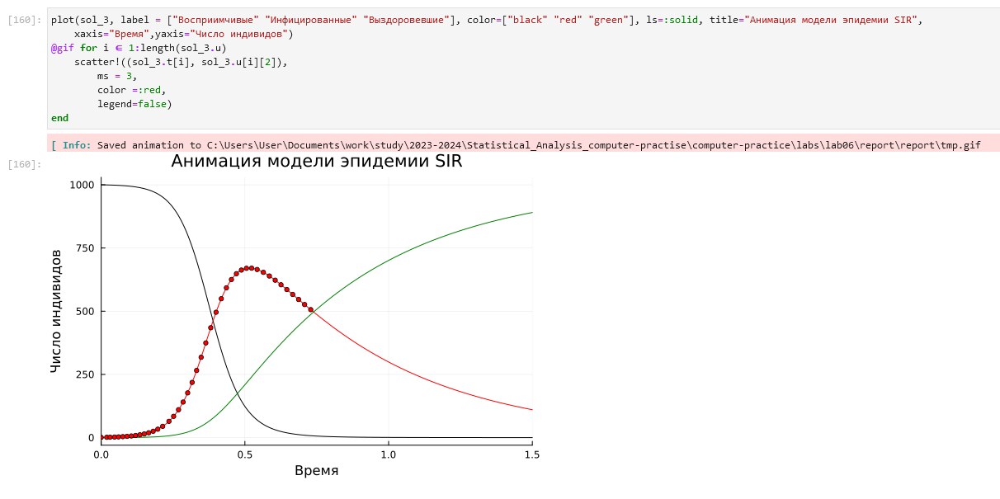 [160]: plot(sol_3, label = ["Восприимчивые" "Инфицированные" "Выздоровевшие"], color=["black" "red" "green"], ls=:solid, title="Анимация модели эпидемии SIR",
xaxis="Время",yaxis="Число индивидов")
@gif for i ∈ 1:length(sol_3.u)
scatter!((sol_3.t[i], sol_3.u[i][2]),
ms = 3,
color =:red,
legend=false)
end
[ Info: Saved animation to C:\Users\User\Documents\work\study\2023-2024\Statistical_Analysis_computer-practise\computer-practice\labs\lab06\report\report\tmp.gif
[160]:
Анимация модели эпидемии SIR
1000
750
500
250
0
Число индивидов
0.0 0.5 1.0 1.5
Время